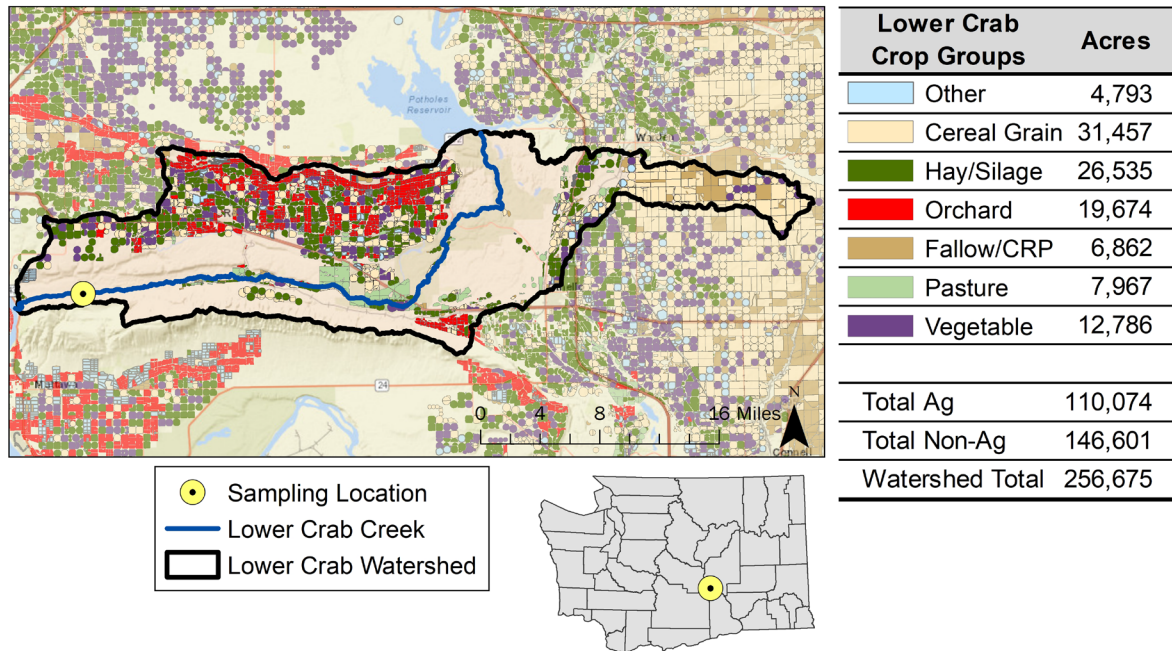 Potholes
Reservoir
Warden
Mattawa
24
Connell
N
0 4 8 16 Miles
Lower Crab
Crop Groups Acres
Other 4,793
Cereal Grain 31,457
Hay/Silage 26,535
Orchard 19,674
Fallow/CRP 6,862
Pasture 7,967
Vegetable 12,786
Total Ag 110,074
Total Non-Ag 146,601
Watershed Total 256,675
Sampling Location
Lower Crab Creek
Lower Crab Watershed